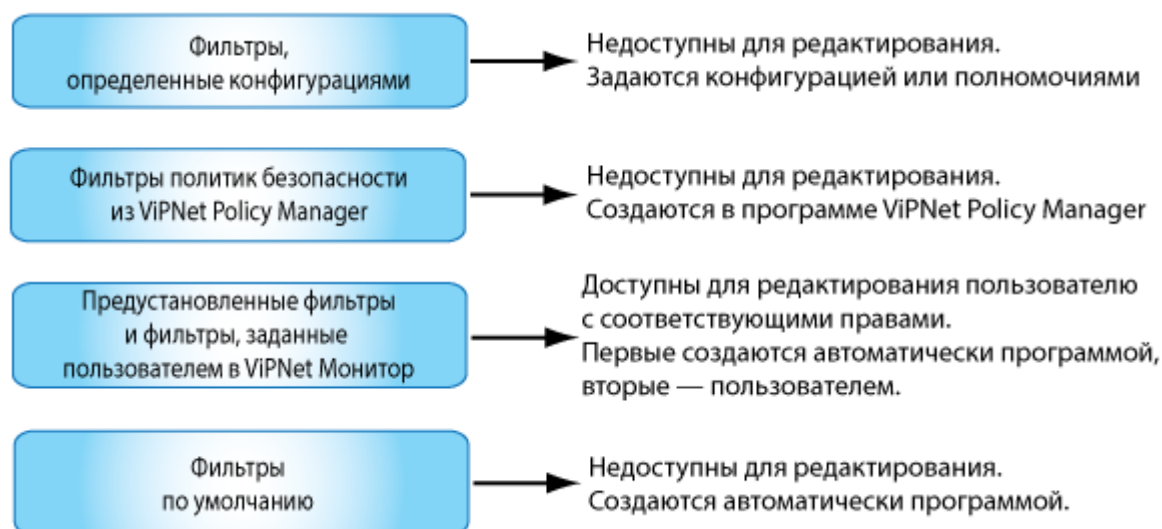 Фильтры,
определенные конфигурациями
Недоступны для редактирования.
Задаются конфигурацией или полномочиями
Фильтры политик безопасности
из ViPNet Policy Manager
Недоступны для редактирования.
Создаются в программе ViPNet Policy Manager
Предустановленные фильтры
и фильтры, заданные
пользователем в ViPNet Монитор
Доступны для редактирования пользователю
с соответствующими правами.
Первые создаются автоматически программой,
вторые — пользователем.
Фильтры
по умолчанию
Недоступны для редактирования.
Создаются автоматически программой.